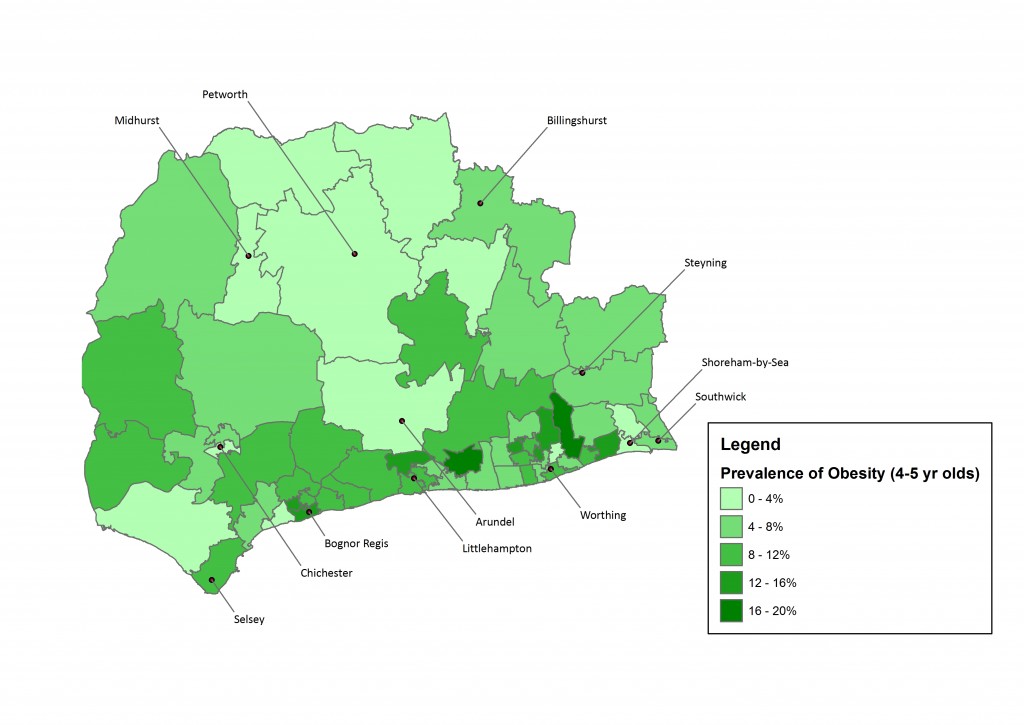 Petworth
Midhurst
Billingshurst
Steyning
Shoreham-by-Sea
Southwick
Arundel
Worthing
Bognor Regis
Littlehampton
Chichester
Selsey
Legend
Prevalence of Obesity (4-5 yr olds)
0 - 4%
4 - 8%
8 - 12%
12 - 16%
16 - 20%